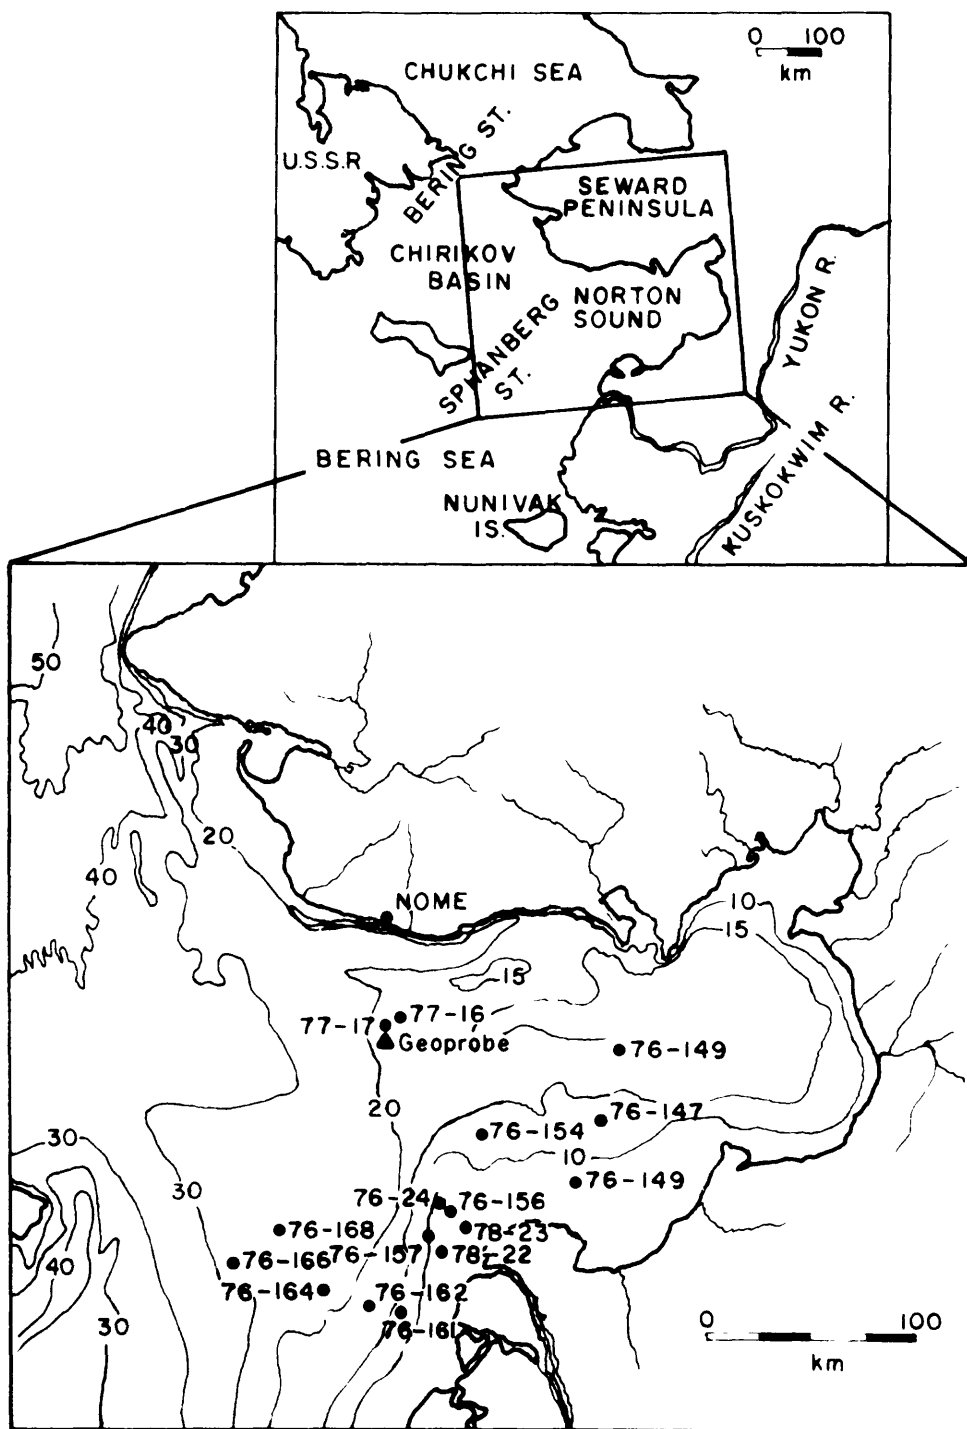 0 100
km
CHUKCHI SEA
BERING ST.
U.S.S.R
SEWARD
PENINSULA
CHIRIKOV
BASIN
NORTON
SOUND
SPHANBERG
ST.
YUKON R.
KUSKOKWIM R.
BERING SEA
NUNIVAK
IS.
50
40
30
20
40
NOME
10
15
15
77-16
77-17
Geoprobe
76-149
20
76-147
76-154
10
30
30
76-149
76-24
76-156
76-168
78-23
76-157
78-22
76-166
40
76-164
76-162
30
76-161
0 100
km